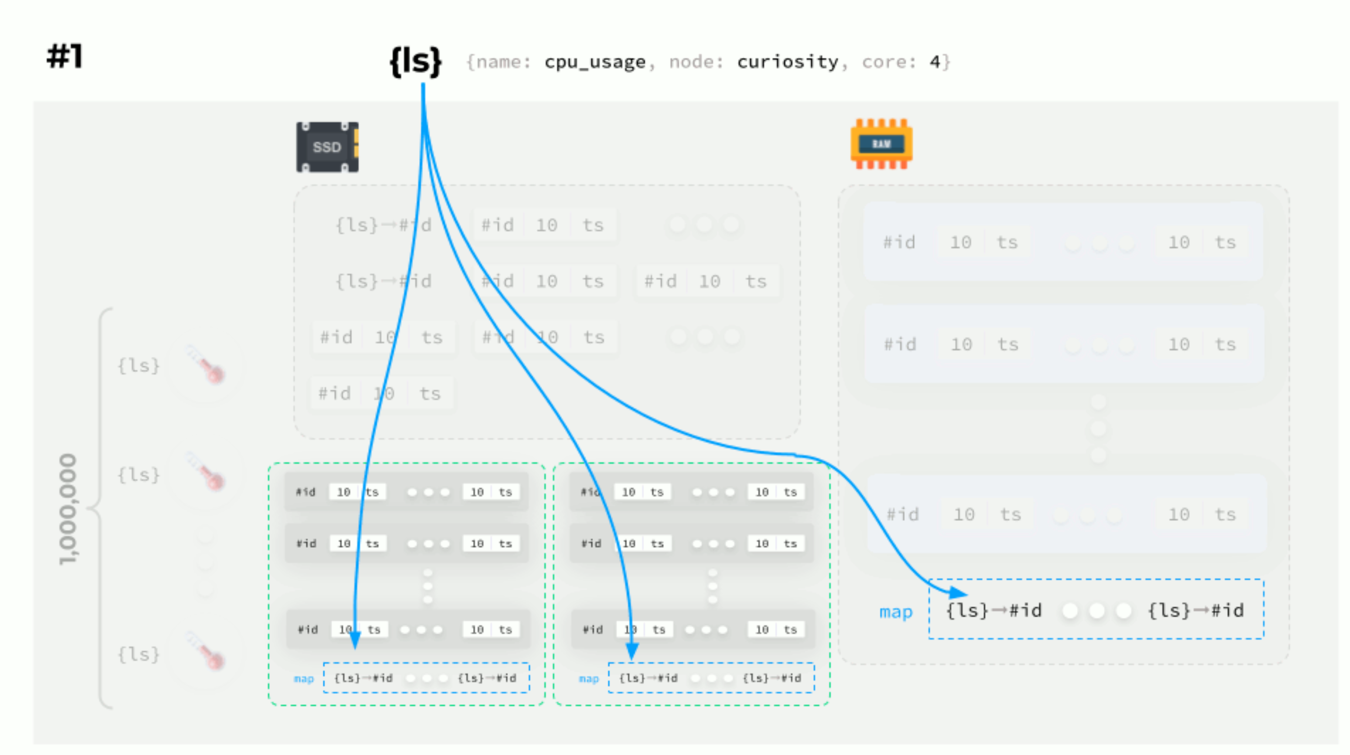 #1
{ls} {name: cpu_usage, node: curiosity, core: 4}
SSD
RAM
{ls}→#id #id 10 ts
{ls}→#id #id 10 ts #id 10 ts
#id 10 ts #id 10 ts
#id 10 ts
#id 10 ts 10 ts
#id 10 ts 10 ts
#id 10 ts 10 ts
map {ls}→#id {ls}→#id
1,000,000
{ls}
{ls}
{ls}
#id 10 ts 10 ts
#id 10 ts 10 ts
#id 10 ts 10 ts
map {ls}→#id {ls}→#id
#id 10 ts 10 ts
#id 10 ts 10 ts
#id 10 ts 10 ts
map {ls}→#id {ls}→#id